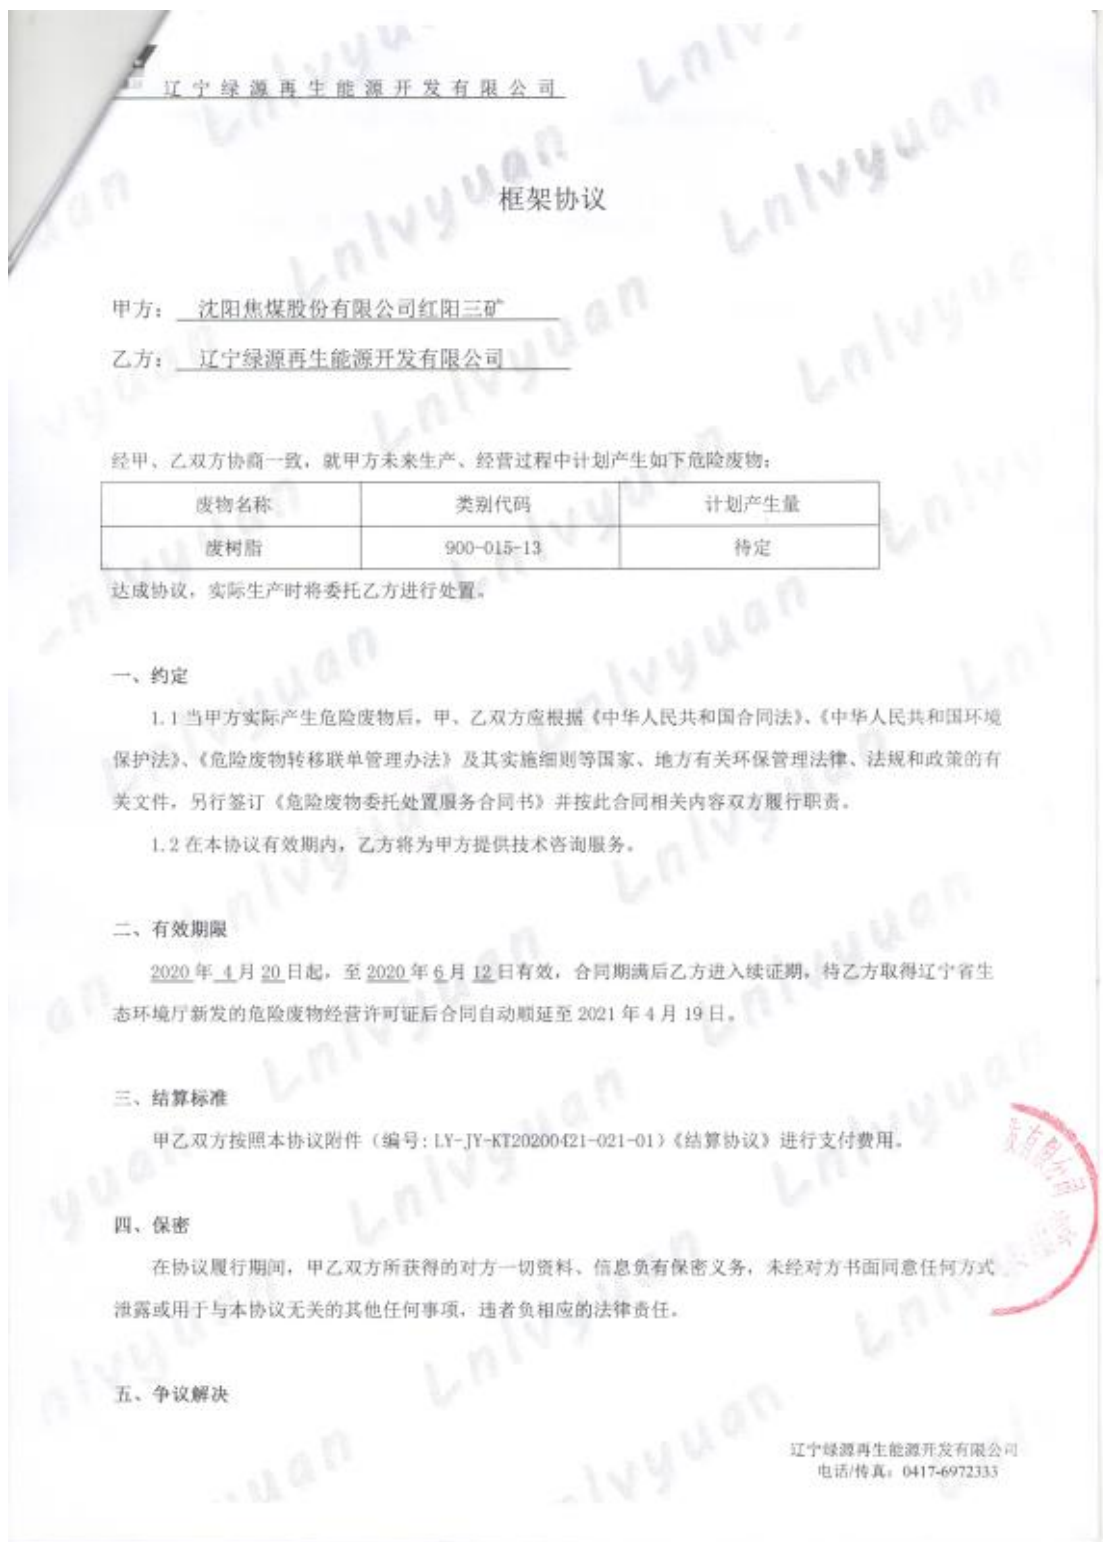 辽宁绿源再生能源开发有限公司
框架协议
甲方： 沈阳焦煤股份有限公司红阳三矿
乙方： 辽宁绿源再生能源开发有限公司
经甲、乙双方协商一致，就甲方未来生产、经营过程中计划产生如下危险废物：
废物名称 类别代码 计划产生量
废树脂 900-015-13 待定
达成协议，实际生产时将委托乙方进行处置。
一、约定
1.1 当甲方实际产生危险废物后，甲、乙双方应根据《中华人民共和国合同法》、《中华人民共和国环境
保护法》、《危险废物转移联单管理办法》及其实施细则等国家、地方有关环保管理法律、法规和政策的有
关文件，另行签订《危险废物委托处置服务合同书》并按此合同相关内容双方履行职责。
1.2 在本协议有效期内，乙方将为甲方提供技术咨询服务。
二、有效期限
2020 年 4 月 20 日起，至 2020 年 6 月 12 日有效，合同期满后乙方进入续证期，待乙方取得辽宁省生
态环境厅新发的危险废物经营许可证后合同自动顺延至 2021 年 4 月 19 日。
三、结算标准
甲乙双方按照本协议附件（编号: LY-JY-KT20200421-021-01）《结算协议》进行支付费用。
四、保密
在协议履行期间，甲乙双方所获得的对方一切资料、信息负有保密义务，未经对方书面同意任何方式
泄露或用于与本协议无关的其他任何事项，违者负相应的法律责任。
五、争议解决
辽宁绿源再生能源开发有限公司
电话/传真：0417-6972333
Lnlvyuan
有限公司